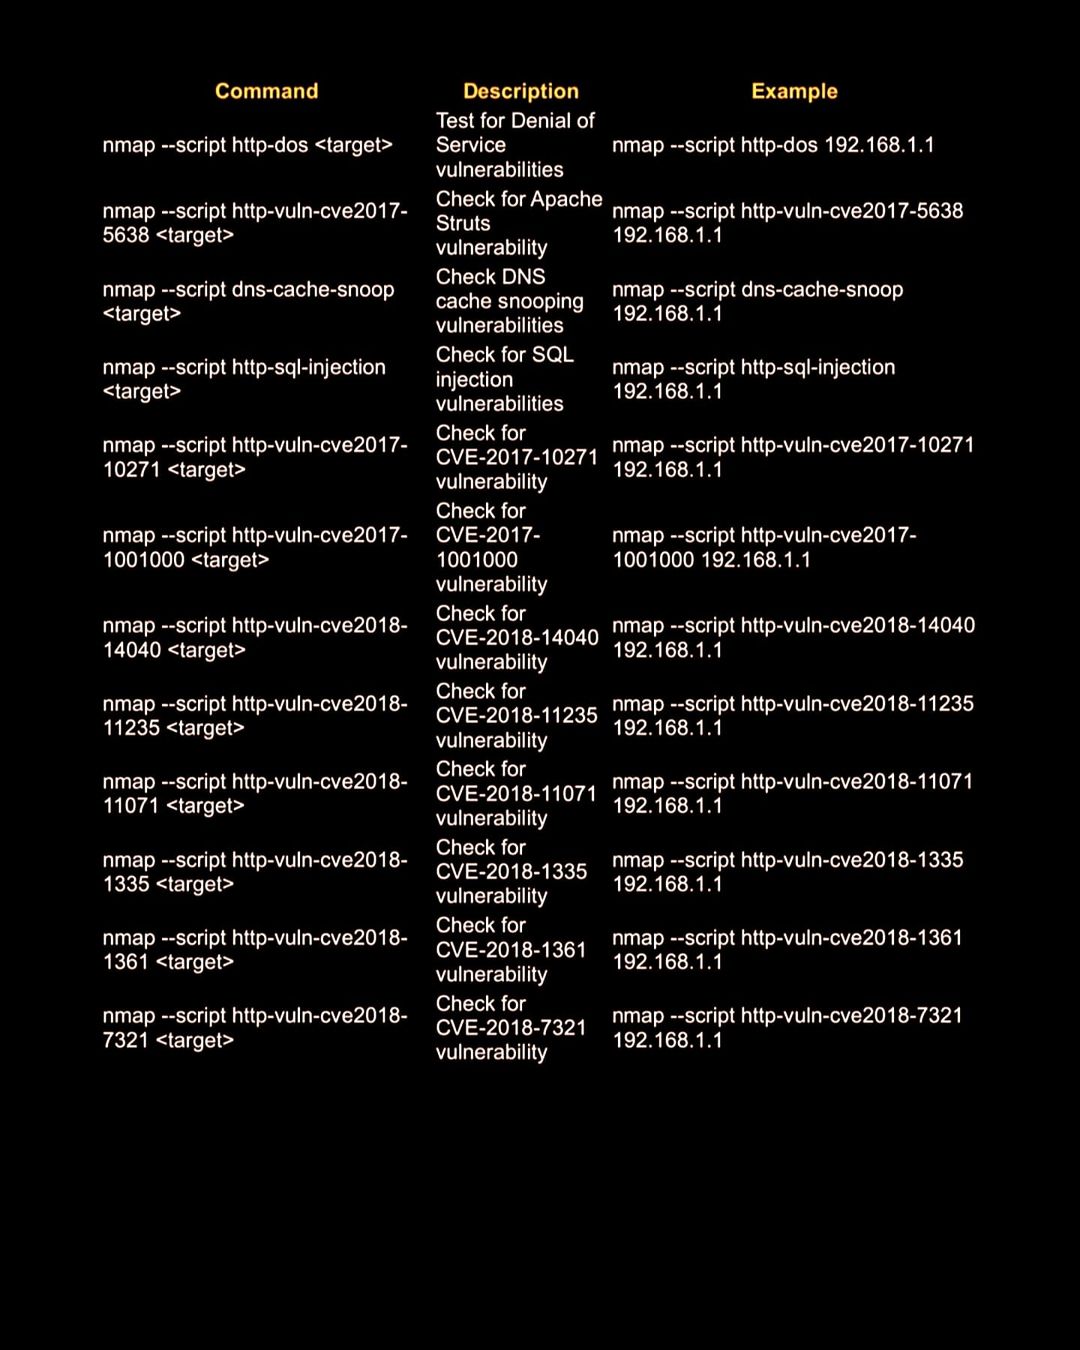 Command Description Example
nmap --script http-dos <target>
Test for Denial of
Service
vulnerabilities
nmap --script http-dos 192.168.1.1
nmap --script http-vuln-cve2017-
5638 <target>
Check for Apache
Struts
vulnerability
nmap --script http-vuln-cve2017-5638
192.168.1.1
nmap --script dns-cache-snoop
<target>
Check DNS
cache snooping
vulnerabilities
nmap --script dns-cache-snoop
192.168.1.1
nmap --script http-sql-injection
<target>
Check for SQL
injection
vulnerabilities
nmap --script http-sql-injection
192.168.1.1
nmap --script http-vuln-cve2017-
10271 <target>
Check for
CVE-2017-10271
vulnerability
nmap --script http-vuln-cve2017-10271
192.168.1.1
nmap --script http-vuln-cve2017-
1001000 <target>
Check for
CVE-2017-
1001000
vulnerability
nmap --script http-vuln-cve2017-
1001000 192.168.1.1
nmap --script http-vuln-cve2018-
14040 <target>
Check for
CVE-2018-14040
vulnerability
nmap --script http-vuln-cve2018-14040
192.168.1.1
nmap --script http-vuln-cve2018-
11235 <target>
Check for
CVE-2018-11235
vulnerability
nmap --script http-vuln-cve2018-11235
192.168.1.1
nmap --script http-vuln-cve2018-
11071 <target>
Check for
CVE-2018-11071
vulnerability
nmap --script http-vuln-cve2018-11071
192.168.1.1
nmap --script http-vuln-cve2018-
1335 <target>
Check for
CVE-2018-1335
vulnerability
nmap --script http-vuln-cve2018-1335
192.168.1.1
nmap --script http-vuln-cve2018-
1361 <target>
Check for
CVE-2018-1361
vulnerability
nmap --script http-vuln-cve2018-1361
192.168.1.1
nmap --script http-vuln-cve2018-
7321 <target>
Check for
CVE-2018-7321
vulnerability
nmap --script http-vuln-cve2018-7321
192.168.1.1